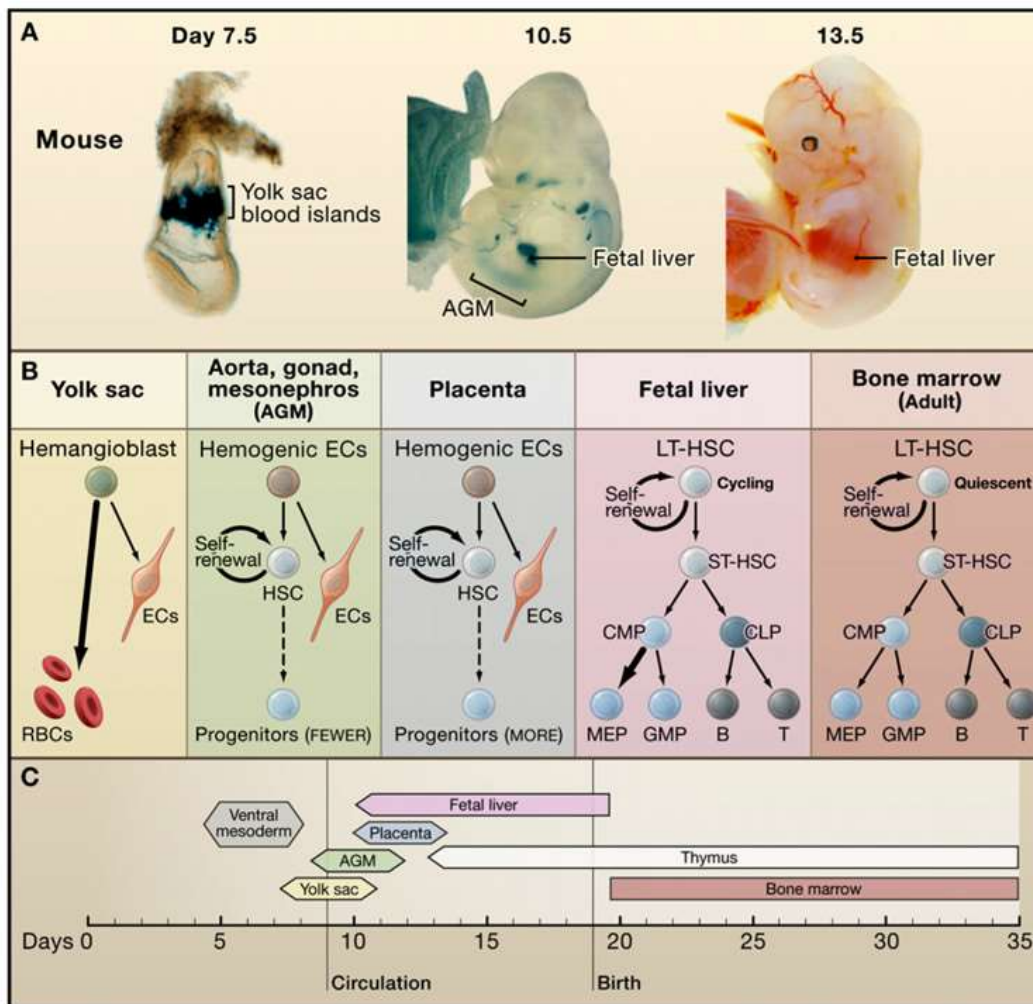 A
Day 7.5
10.5
13.5
Mouse
Yolk sac
blood islands
Fetal liver
AGM
Fetal liver
B
Yolk sac
Aorta, gonad,
mesonephros
(AGM)
Placenta
Fetal liver
Bone marrow
(Adult)
Hemangioblast
ECs
RBCs
Hemogenic ECs
Self-
renewal
HSC
ECs
Progenitors (FEWER)
Hemogenic ECs
Self-
renewal
HSC
ECs
Progenitors (MORE)
LT-HSC
Cycling
Self-
renewal
ST-HSC
CMP
CLP
MEP
GMP
B
T
LT-HSC
Quiescent
Self-
renewal
ST-HSC
CMP
CLP
MEP
GMP
B
T
C
Fetal liver
Ventral
mesoderm
Placenta
AGM
Thymus
Yolk sac
Bone marrow
Days 0 5 10 15 20 25 30 35
Circulation
Birth